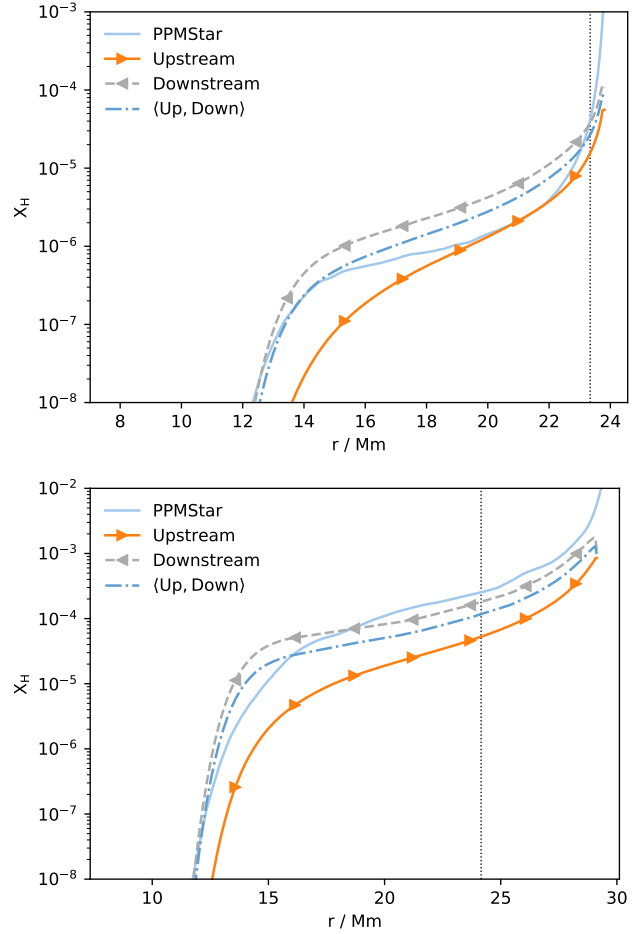 10⁻³
10⁻⁴
10⁻⁵
10⁻⁶
10⁻⁷
10⁻⁸
X_H
PPMStar
Upstream
Downstream
⟨Up, Down⟩
8 10 12 14 16 18 20 22 24
r / Mm
10⁻²
10⁻³
10⁻⁴
10⁻⁵
10⁻⁶
10⁻⁷
10⁻⁸
X_H
PPMStar
Upstream
Downstream
⟨Up, Down⟩
10 15 20 25 30
r / Mm